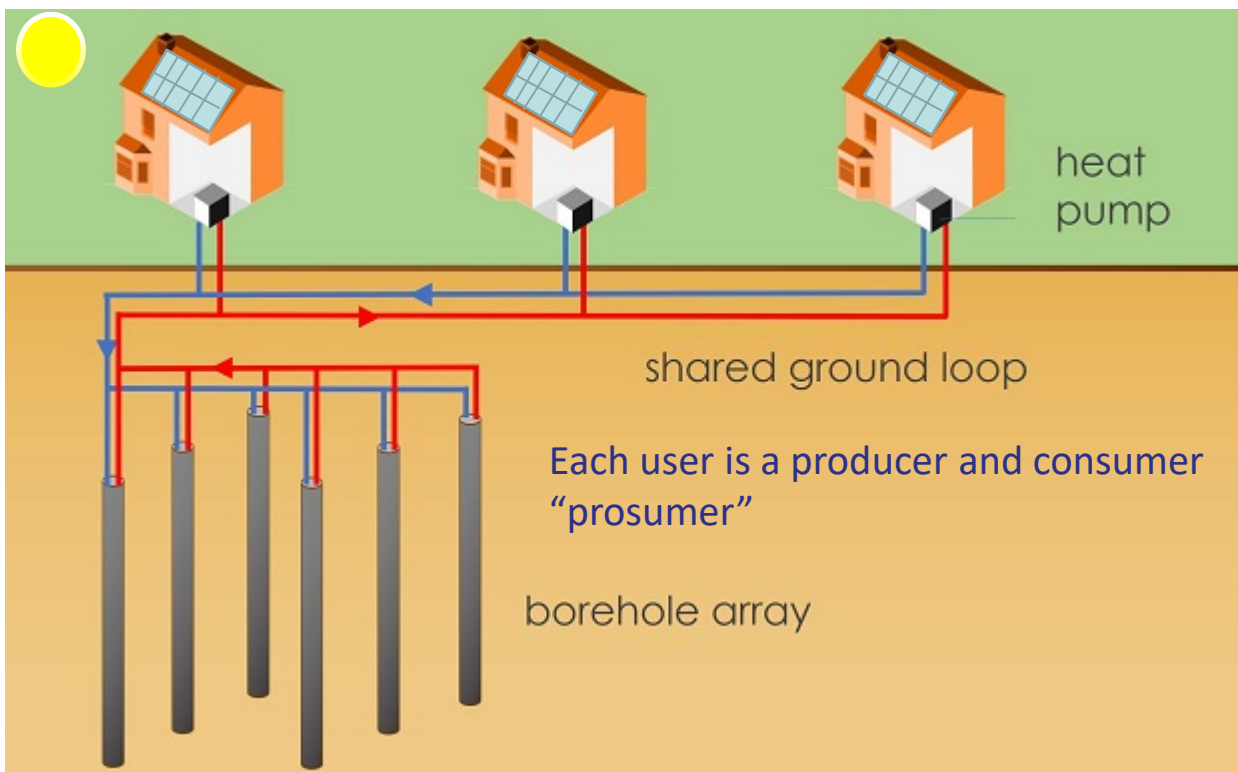 heat
pump
shared ground loop
Each user is a producer and consumer
“prosumer”
borehole array